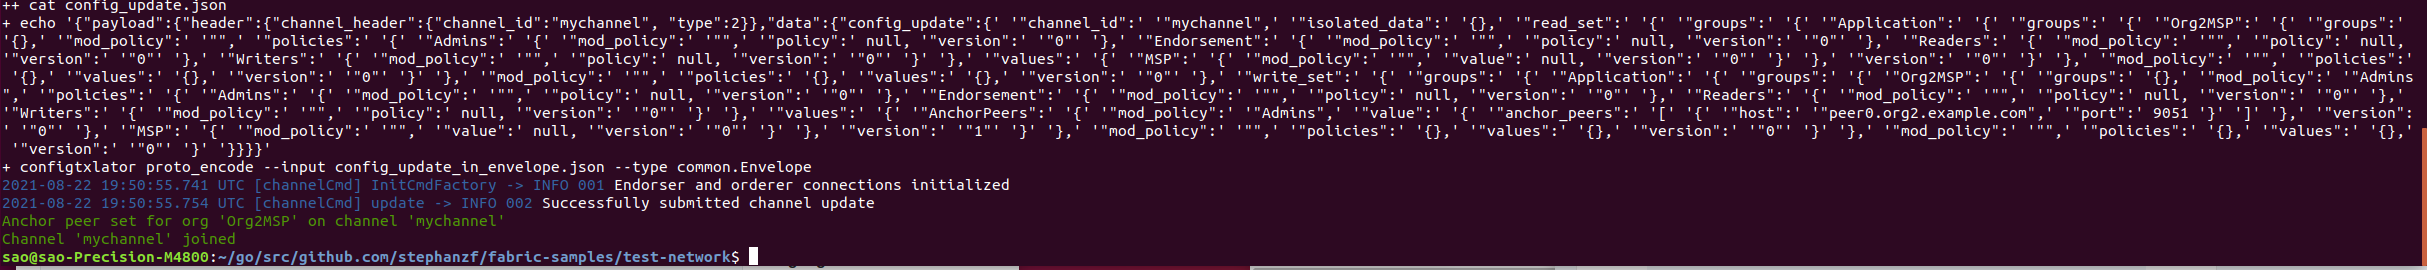 ++ cat config_update.json
+ echo '{"payload":{"header":{"channel_header":{"channel_id":"mychannel", "type":2}},"data":{"config_update":{' '"channel_id":' '"mychannel",' '"isolated_data":' '{},' '"read_set":' '{' '"groups":' '{' '"Application":' '{' '"groups":' '{' '"Org2MSP":' '{' '"groups":'
'{},' '"mod_policy":' '"",' '"policies":' '{' '"Admins":' '{' '"mod_policy":' '"",' '"policy":' null, '"version":' '"0"' '},' '"Endorsement":' '{' '"mod_policy":' '"",' '"policy":' null, '"version":' '"0"' '},' '"Readers":' '{' '"mod_policy":' '"",' '"policy":' null,
'"version":' '"0"' '}, '"Writers":' '{' '"mod_policy":' '"",' '"policy":' null, '"version":' '"0"' '}' '},' '"values":' '{' '"MSP":' '{' '"mod_policy":' '"",' '"value":' null, '"version":' '"0"' '}' '},' '"version":' '"0"' '}' '},' '"mod_policy":' '"",' '"policies":'
'{},' '"values":' '{},' '"version":' '"0"' '}' '},' '"mod_policy":' '"",' '"policies":' '{},' '"values":' '{},' '"version":' '"0"' '},' '"write_set":' '{' '"groups":' '{' '"Application":' '{' '"groups":' '{' '"Org2MSP":' '{' '"groups":' '{},' '"mod_policy":' '"Admins
",' '"policies":' '{' '"Admins":' '{' '"mod_policy":' '"",' '"policy":' null, '"version":' '"0"' '},' '"Endorsement":' '{' '"mod_policy":' '"",' '"policy":' null, '"version":' '"0"' '},' '"Readers":' '{' '"mod_policy":' '"",' '"policy":' null, '"version":' '"0"' '},'
'"Writers":' '{' '"mod_policy":' '"", '"policy":' null, '"version":' '"0"' '}' '},' '"values":' '{' '"AnchorPeers":' '{' '"mod_policy":' '"Admins",' '"value":' '{' '"anchor_peers":' '[' '{' '"host":' '"peer0.org2.example.com",' '"port":' 9051 '}' ']' '},' '"version":
' '"0"' '},' '"MSP":' '{' '"mod_policy":' '"",' '"value":' null, '"version":' '"0"' '}' '},' '"version":' '"1"' '}' '},' '"mod_policy":' '"",' '"policies":' '{},' '"values":' '{},' '"version":' '"0"' '}' '},' '"mod_policy":' '"",' '"policies":' '{},' '"values":' '{},'
'"version":' '"0"' '}' '}}}}'
+ configtxlator proto_encode --input config_update_in_envelope.json --type common.Envelope
2021-08-22 19:50:55.741 UTC [channelCmd] InitCmdFactory -> INFO 001 Endorser and orderer connections initialized
2021-08-22 19:50:55.754 UTC [channelCmd] update -> INFO 002 Successfully submitted channel update
Anchor peer set for org 'Org2MSP' on channel 'mychannel'
Channel 'mychannel' joined
sao@sao-Precision-M4800:~/go/src/github.com/stephanzf/fabric-samples/test-network$